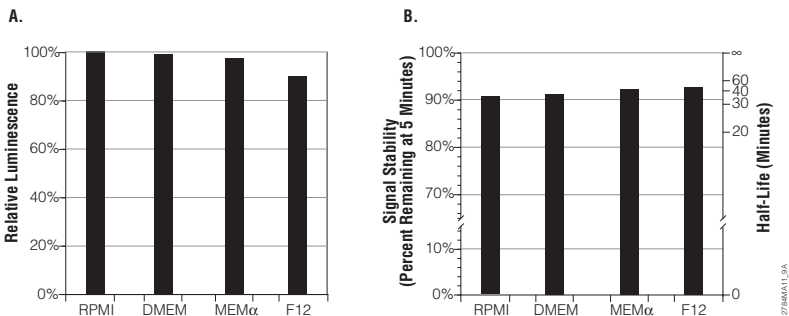 A.
100%
80%
60%
40%
20%
0%
Relative Luminescence
RPMI
DMEM
MEMα
F12
B.
100%
90%
80%
70%
10%
0%
Signal Stability
(Percent Remaining at 5 Minutes)
∞
60
40
30
20
0
Half-Life (Minutes)
RPMI
DMEM
MEMα
F12
2784MA11_9A